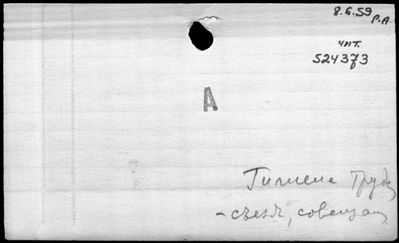 8.6.59
P.A
чит.
524373
A
Гигиена Труда
- съезд, совещан